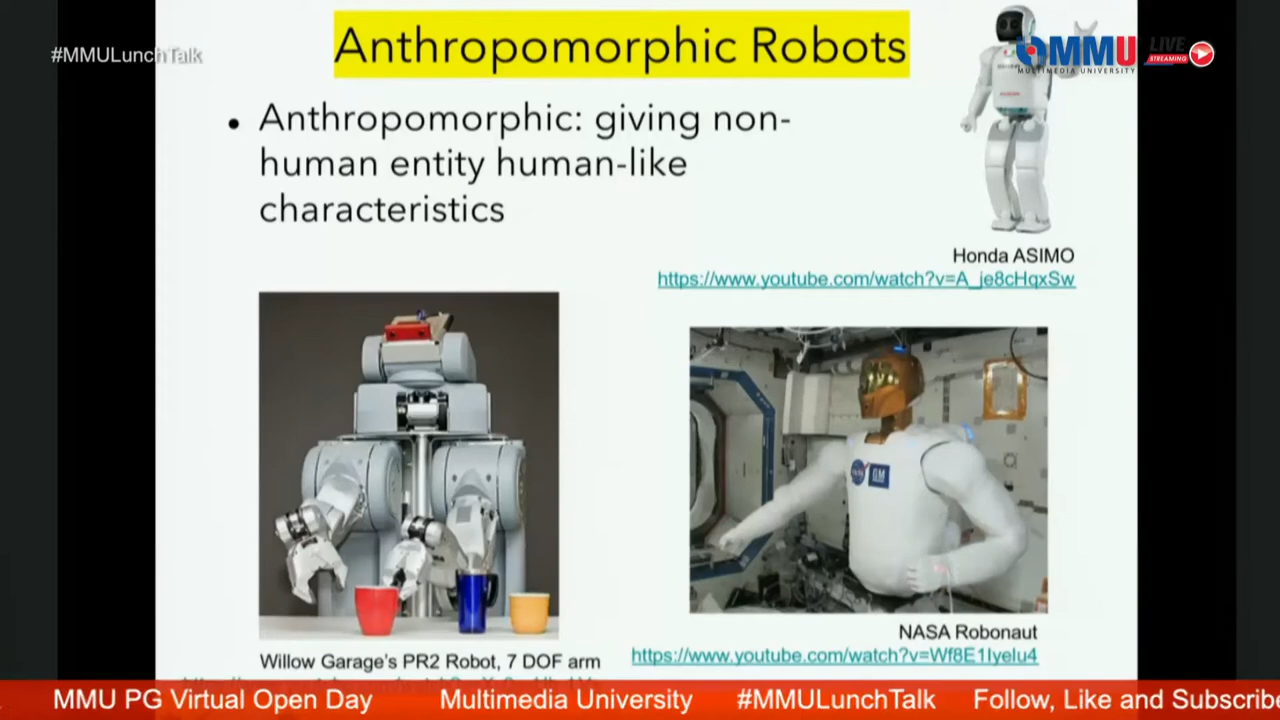 #MMULunchTalk
Anthropomorphic Robots
MMU
MULTIMEDIA UNIVERSITY
LIVE
STREAMING
• Anthropomorphic: giving non-
human entity human-like
characteristics
Honda ASIMO
https://www.youtube.com/watch?v=A_je8cHqxSw
NASA
GM
NASA Robonaut
https://www.youtube.com/watch?v=Wf8E1Iyelu4
Willow Garage's PR2 Robot, 7 DOF arm
MMU PG Virtual Open Day Multimedia University #MMULunchTalk Follow, Like and Subscribe